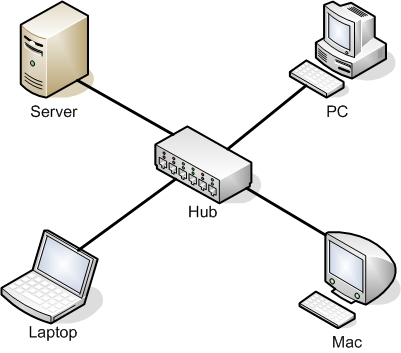 Server
PC
Hub
Laptop
Mac